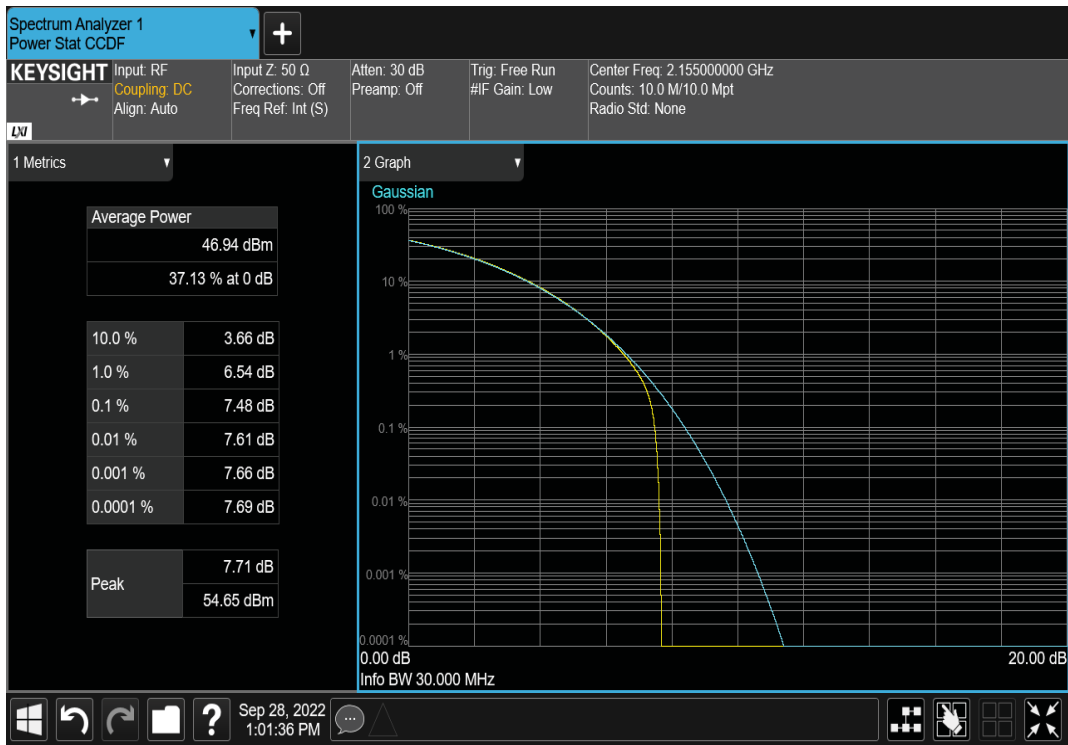 Spectrum Analyzer 1
Power Stat CCDF
KEYSIGHT
LXI
Input: RF
Coupling: DC
Align: Auto
Input Z: 50 Ω
Corrections: Off
Freq Ref: Int (S)
Atten: 30 dB
Preamp: Off
Trig: Free Run
#IF Gain: Low
Center Freq: 2.155000000 GHz
Counts: 10.0 M/10.0 Mpt
Radio Std: None
1 Metrics
Average Power
46.94 dBm
37.13 % at 0 dB
10.0 % 3.66 dB
1.0 % 6.54 dB
0.1 % 7.48 dB
0.01 % 7.61 dB
0.001 % 7.66 dB
0.0001 % 7.69 dB
Peak
7.71 dB
54.65 dBm
2 Graph
Gaussian
100 %
10 %
1 %
0.1 %
0.01 %
0.001 %
0.0001 %
0.00 dB 20.00 dB
Info BW 30.000 MHz
Sep 28, 2022
1:01:36 PM